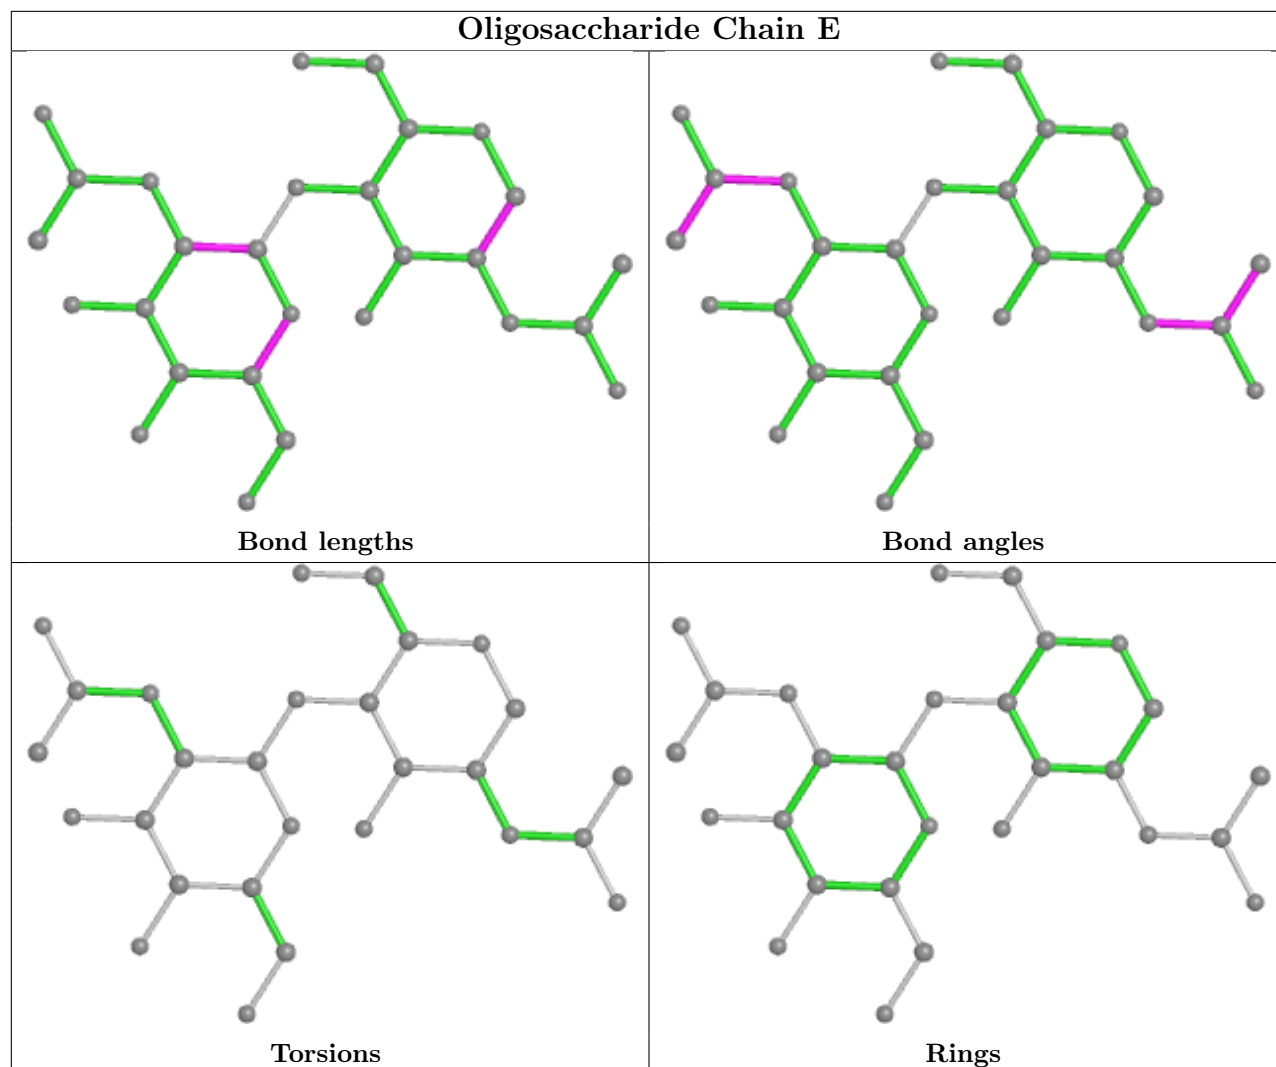 Oligosaccharide Chain E
Bond lengths
Bond angles
Torsions
Rings